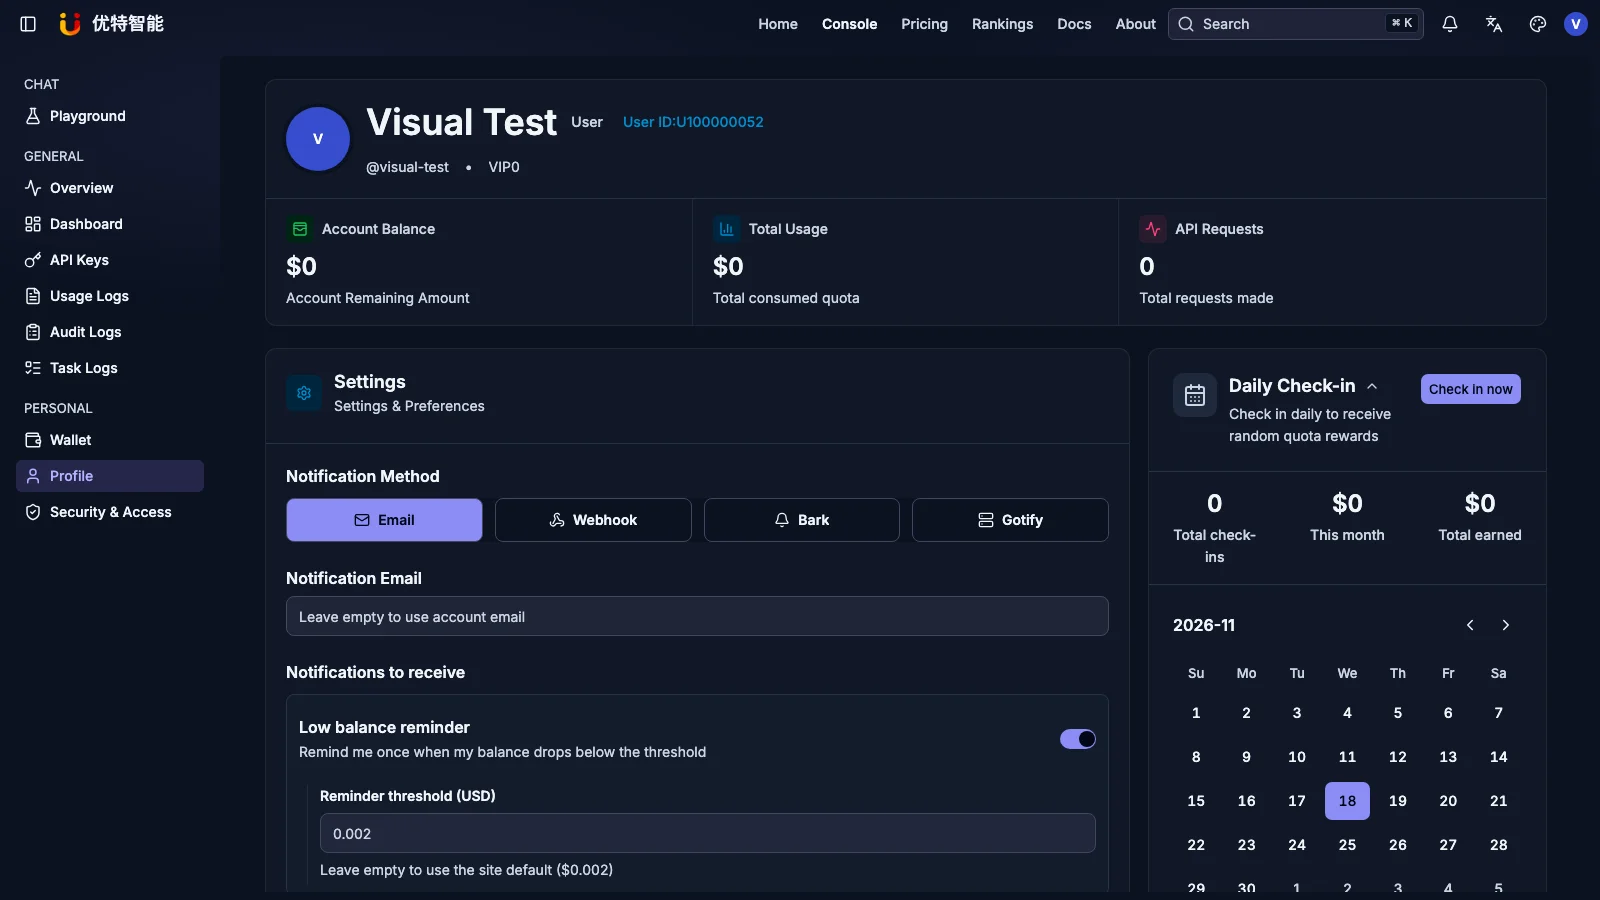 优特智能
Home
Console
Pricing
Rankings
Docs
About
Search
⌘ K
V
CHAT
Playground
GENERAL
Overview
Dashboard
API Keys
Usage Logs
Audit Logs
Task Logs
PERSONAL
Wallet
Profile
Security & Access
V
Visual Test
User
User ID:U100000052
@visual-test • VIP0
Account Balance
$0
Account Remaining Amount
Total Usage
$0
Total consumed quota
API Requests
0
Total requests made
Settings
Settings & Preferences
Notification Method
Email
Webhook
Bark
Gotify
Notification Email
Leave empty to use account email
Notifications to receive
Low balance reminder
Remind me once when my balance drops below the threshold
Reminder threshold (USD)
0.002
Leave empty to use the site default ($0.002)
Daily Check-in
Check in daily to receive
random quota rewards
Check in now
0
Total check-
ins
$0
This month
$0
Total earned
2026-11
Su Mo Tu We Th Fr Sa
1 2 3 4 5 6 7
8 9 10 11 12 13 14
15 16 17 18 19 20 21
22 23 24 25 26 27 28
29 30 1 2 3 4 5